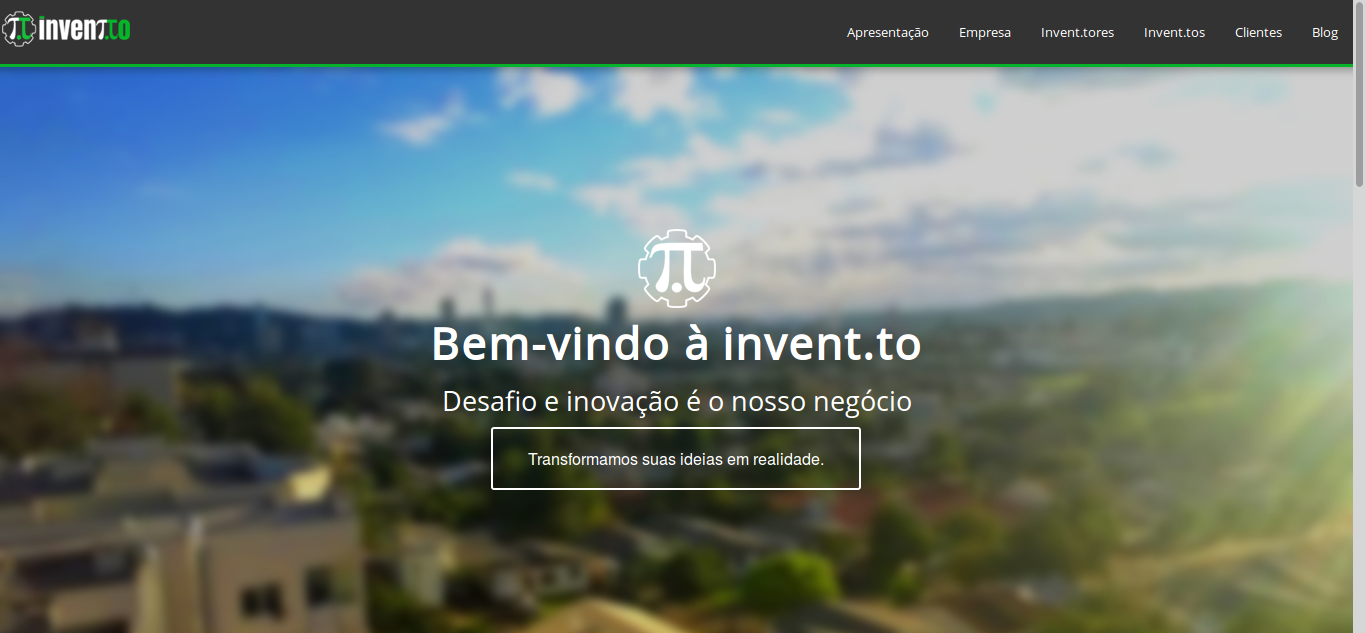 invent.to
Apresentação Empresa Invent.tores Invent.tos Clientes Blog
Bem-vindo à invent.to
Desafio e inovação é o nosso negócio
Transformamos suas ideias em realidade.